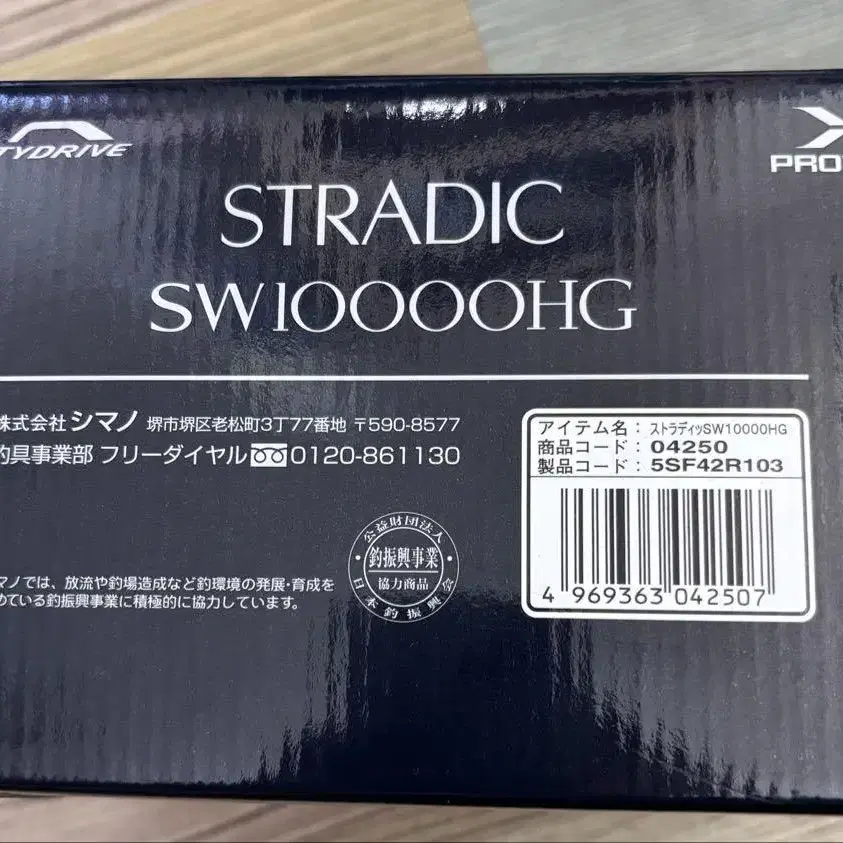 TYDRIVE
PRO
STRADIC
SW10000HG
株式会社 シマノ 堺市堺区老松町3丁77番地 〒590-8577
釣具事業部 フリーダイヤル 0120-861130
アイテム名： ストラディッSW10000HG
商品コード： 04250
製品コード： 5SF42R103
4 969363 042507
公益財団法人
釣振興事業
協力商品
日本釣振興会
マノでは、放流や釣場造成など釣環境の発展・育成を
めている釣振興事業に積極的に協力しています。